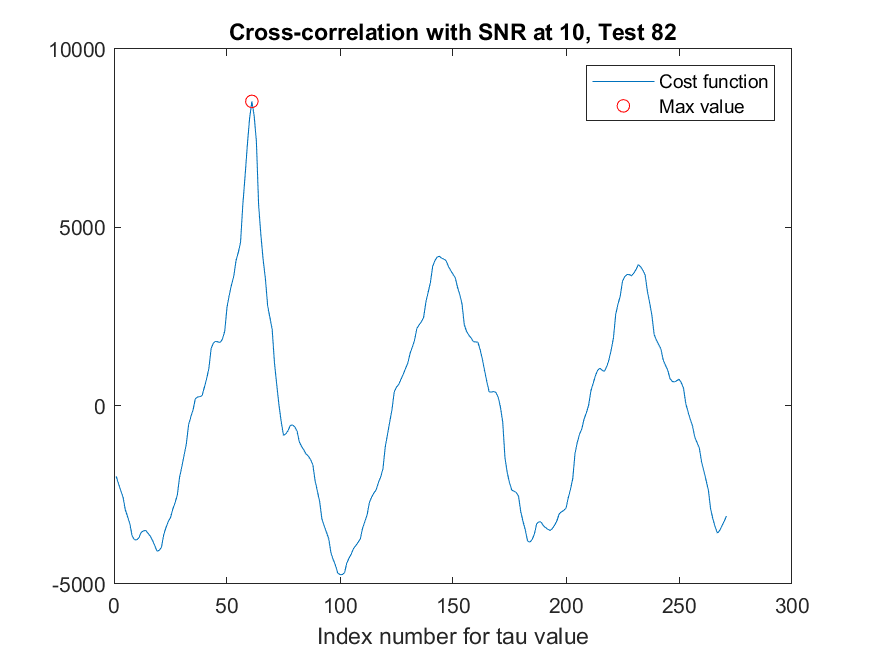 Cross-correlation with SNR at 10, Test 82
10000
5000
0
-5000
Cost function
Max value
0 50 100 150 200 250 300
Index number for tau value